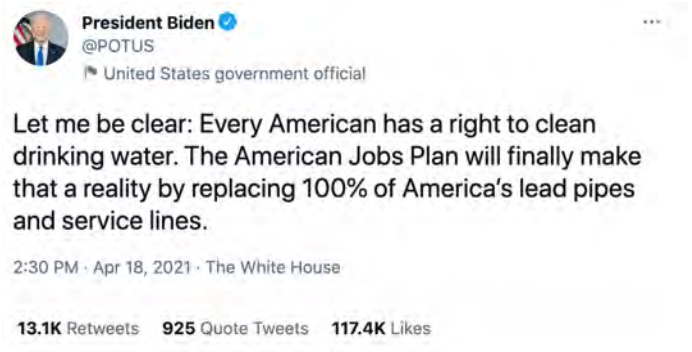 President Biden
@POTUS
United States government official
Let me be clear: Every American has a right to clean
drinking water. The American Jobs Plan will finally make
that a reality by replacing 100% of America's lead pipes
and service lines.
2:30 PM · Apr 18, 2021 · The White House
13.1K Retweets 925 Quote Tweets 117.4K Likes